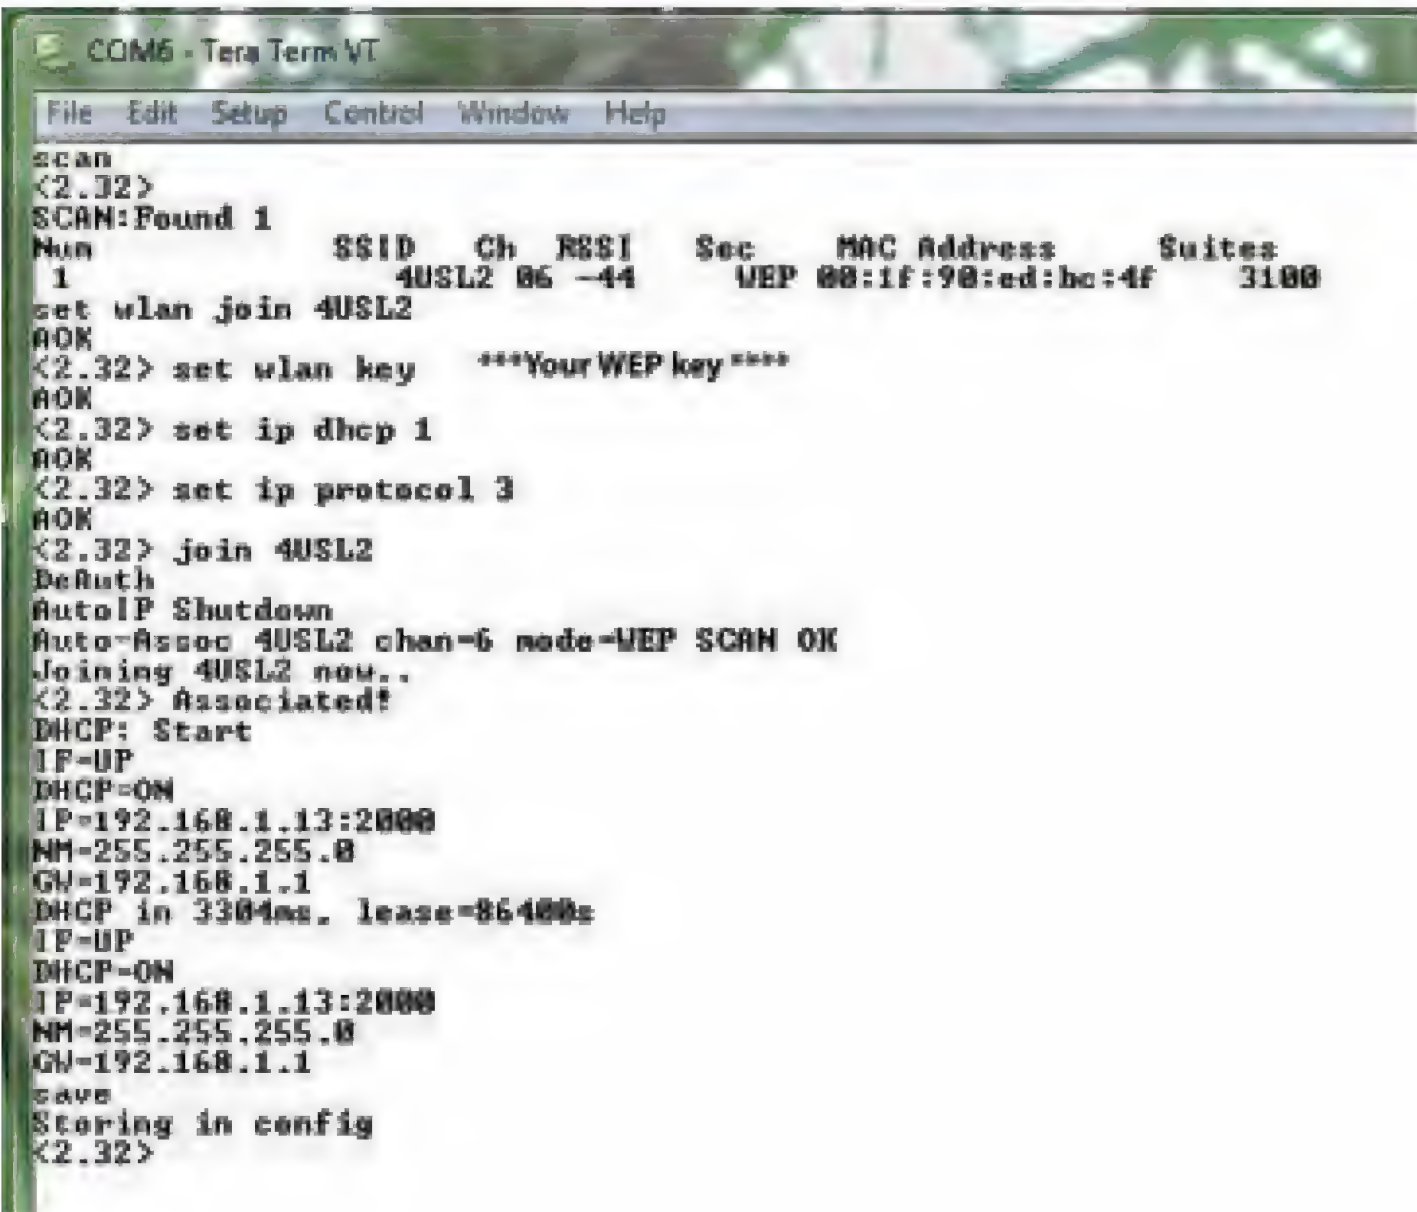 COM6 - Tera Term VT
File Edit Setup Control Window Help
scan
<2.32>
SCAN:Found 1
Num SSID Ch RSSI Sec MAC Address Suites
1 4USL2 06 -44 WEP 00:1f:90:ed:bc:4f 3100
set wlan join 4USL2
AOK
<2.32> set wlan key ***Your WEP key ****
AOK
<2.32> set ip dhcp 1
AOK
<2.32> set ip protocol 3
AOK
<2.32> join 4USL2
DeAuth
AutoIP Shutdown
Auto-Assoc 4USL2 chan=6 mode=WEP SCAN OK
Joining 4USL2 now..
<2.32> Associated!
DHCP: Start
IF=UP
DHCP=ON
IP=192.168.1.13:2000
NM=255.255.255.0
GW=192.168.1.1
DHCP in 3304ms, lease=86400s
IF=UP
DHCP=ON
IP=192.168.1.13:2000
NM=255.255.255.0
GW=192.168.1.1
save
Storing in config
<2.32>